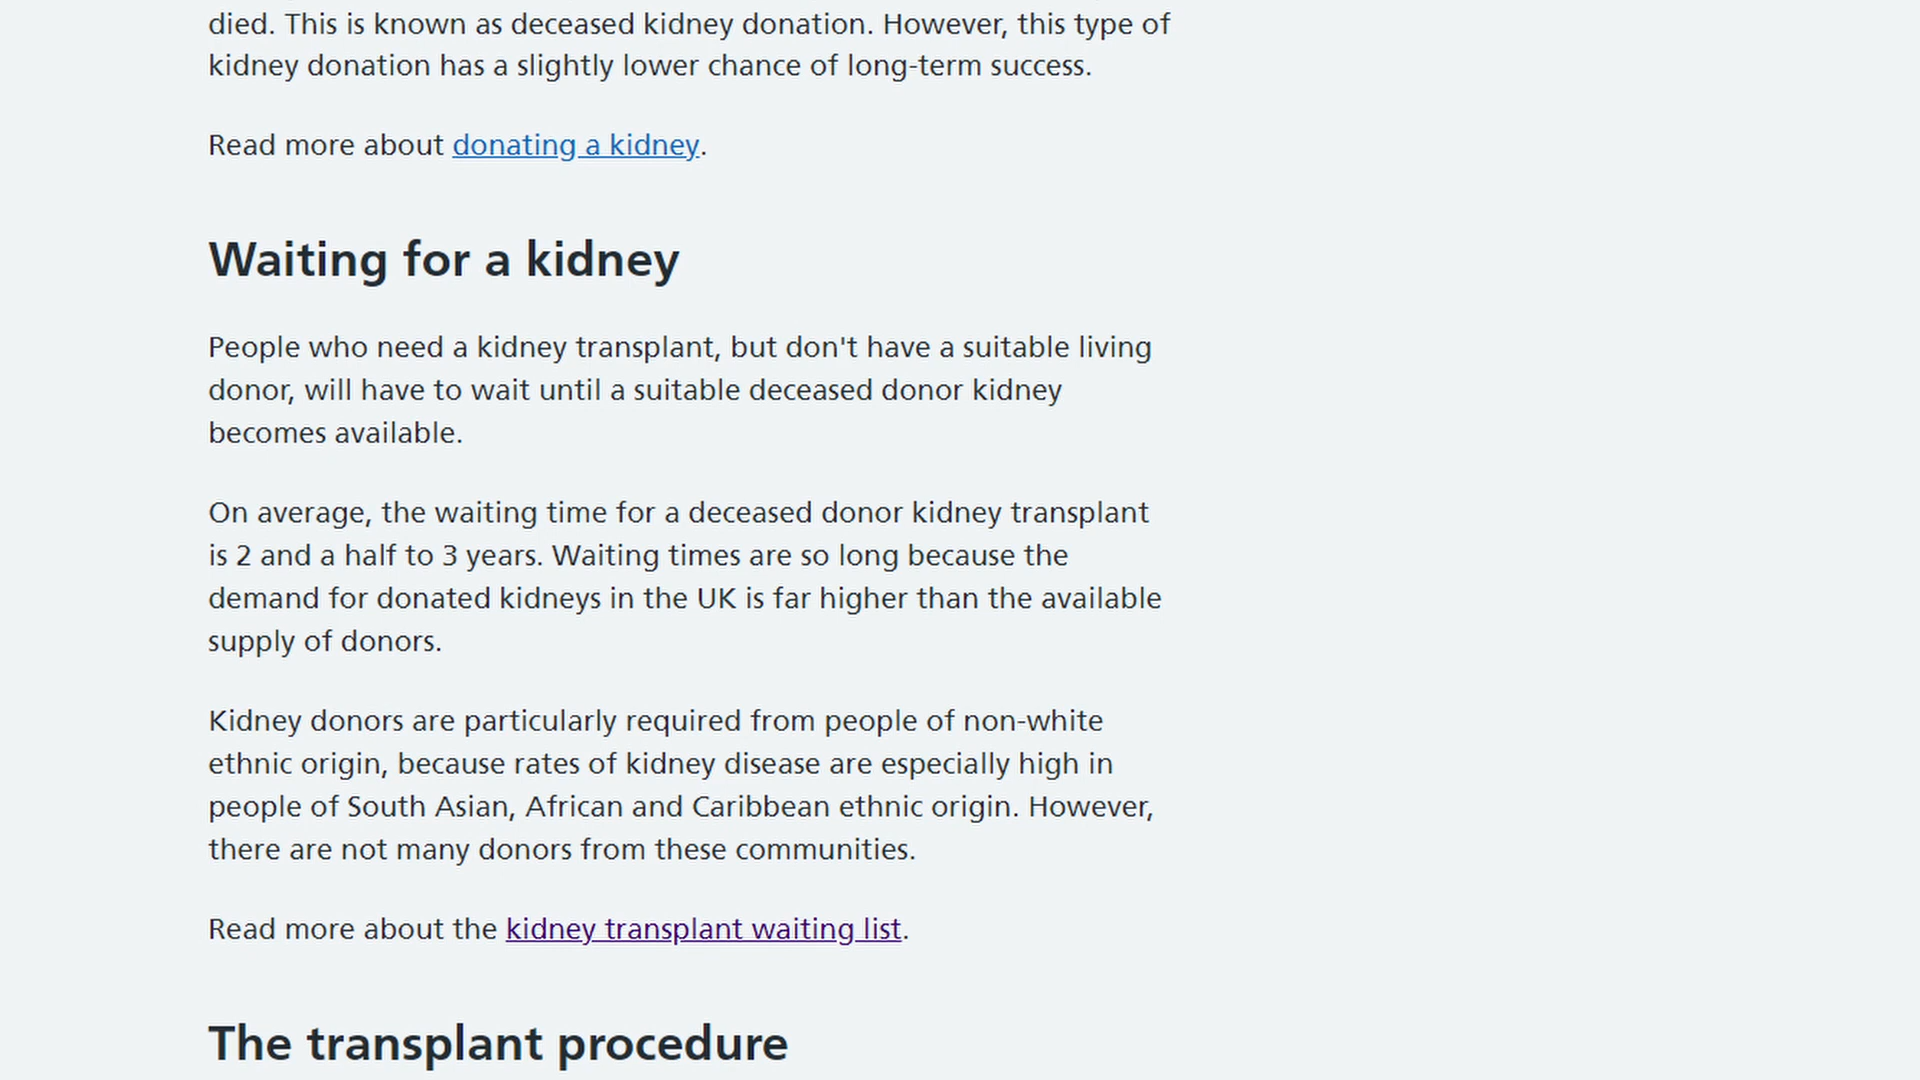 died. This is known as deceased kidney donation. However, this type of
kidney donation has a slightly lower chance of long-term success.
Read more about donating a kidney.
Waiting for a kidney
People who need a kidney transplant, but don't have a suitable living
donor, will have to wait until a suitable deceased donor kidney
becomes available.
On average, the waiting time for a deceased donor kidney transplant
is 2 and a half to 3 years. Waiting times are so long because the
demand for donated kidneys in the UK is far higher than the available
supply of donors.
Kidney donors are particularly required from people of non-white
ethnic origin, because rates of kidney disease are especially high in
people of South Asian, African and Caribbean ethnic origin. However,
there are not many donors from these communities.
Read more about the kidney transplant waiting list.
The transplant procedure